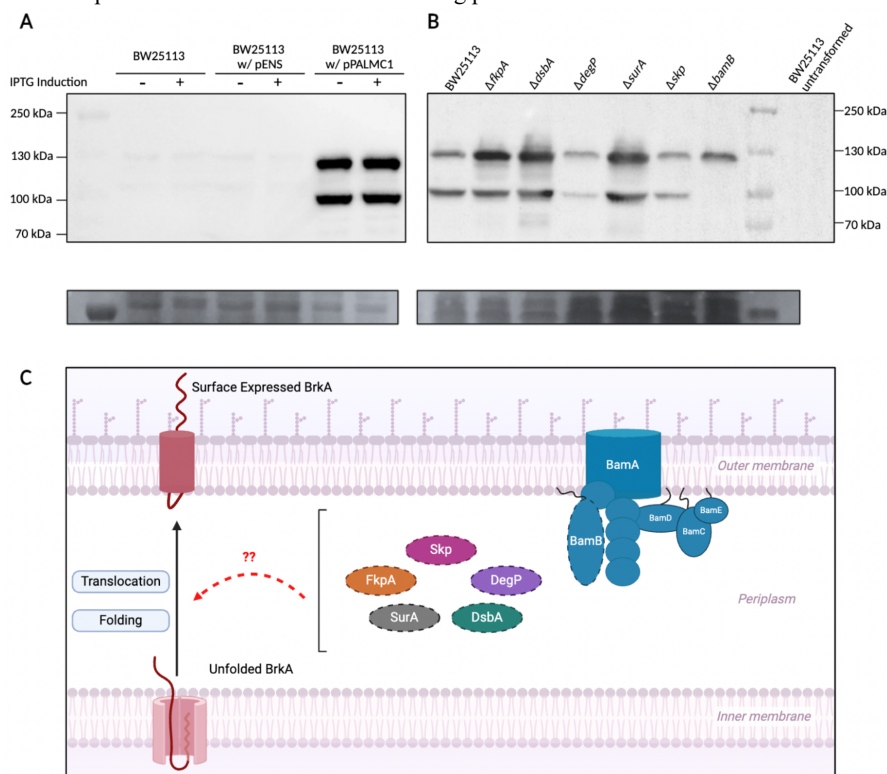 A
BW25113
BW25113
w/ pENS
BW25113
w/ pPALMC1
IPTG Induction - + - + - +
250 kDa
130 kDa
100 kDa
70 kDa
B
BW25113
ΔfkpA
ΔdsbA
ΔdegP
ΔsurA
Δskp
ΔbamB
BW25113
untransformed
250 kDa
130 kDa
100 kDa
70 kDa
C
Surface Expressed BrkA
BamA
Outer membrane
BamB
BamD
BamC
BamE
??
Skp
Translocation
FkpA
DegP
Periplasm
Folding
SurA
DsbA
Unfolded BrkA
Inner membrane